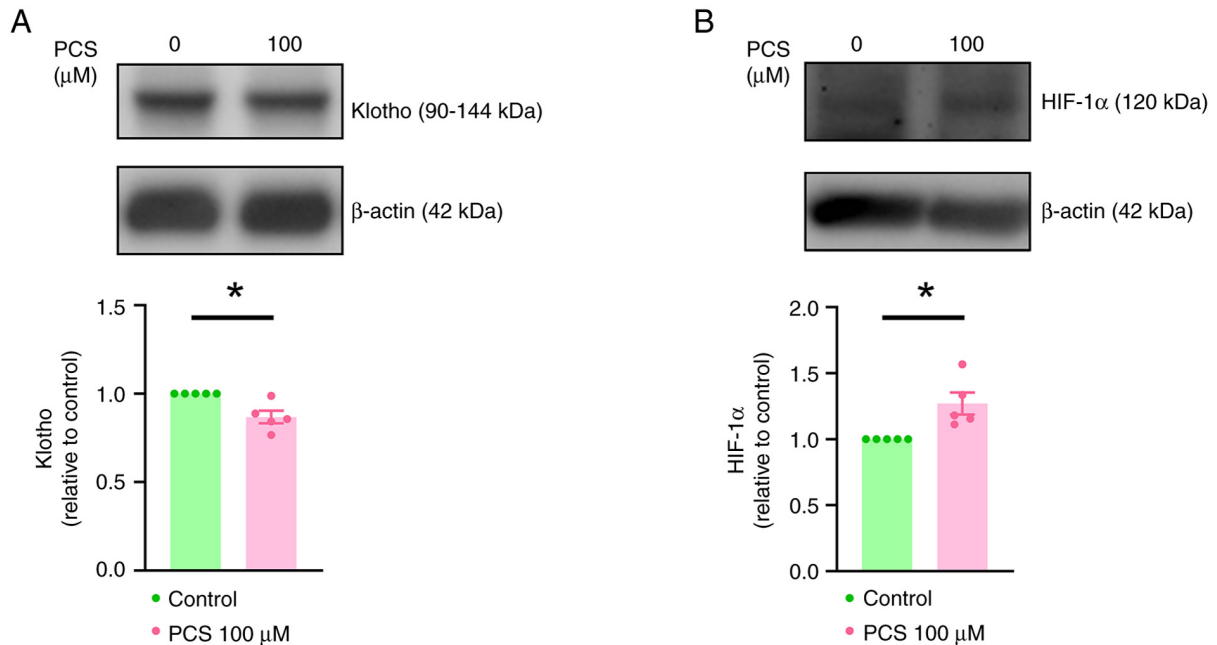 A
PCS
(μM)
0 100
Klotho (90-144 kDa)
β-actin (42 kDa)
*
1.5
1.0
0.5
0.0
Klotho
(relative to control)
Control
PCS 100 μM
B
PCS
(μM)
0 100
HIF-1α (120 kDa)
β-actin (42 kDa)
*
2.0
1.5
1.0
0.5
0.0
HIF-1α
(relative to control)
Control
PCS 100 μM